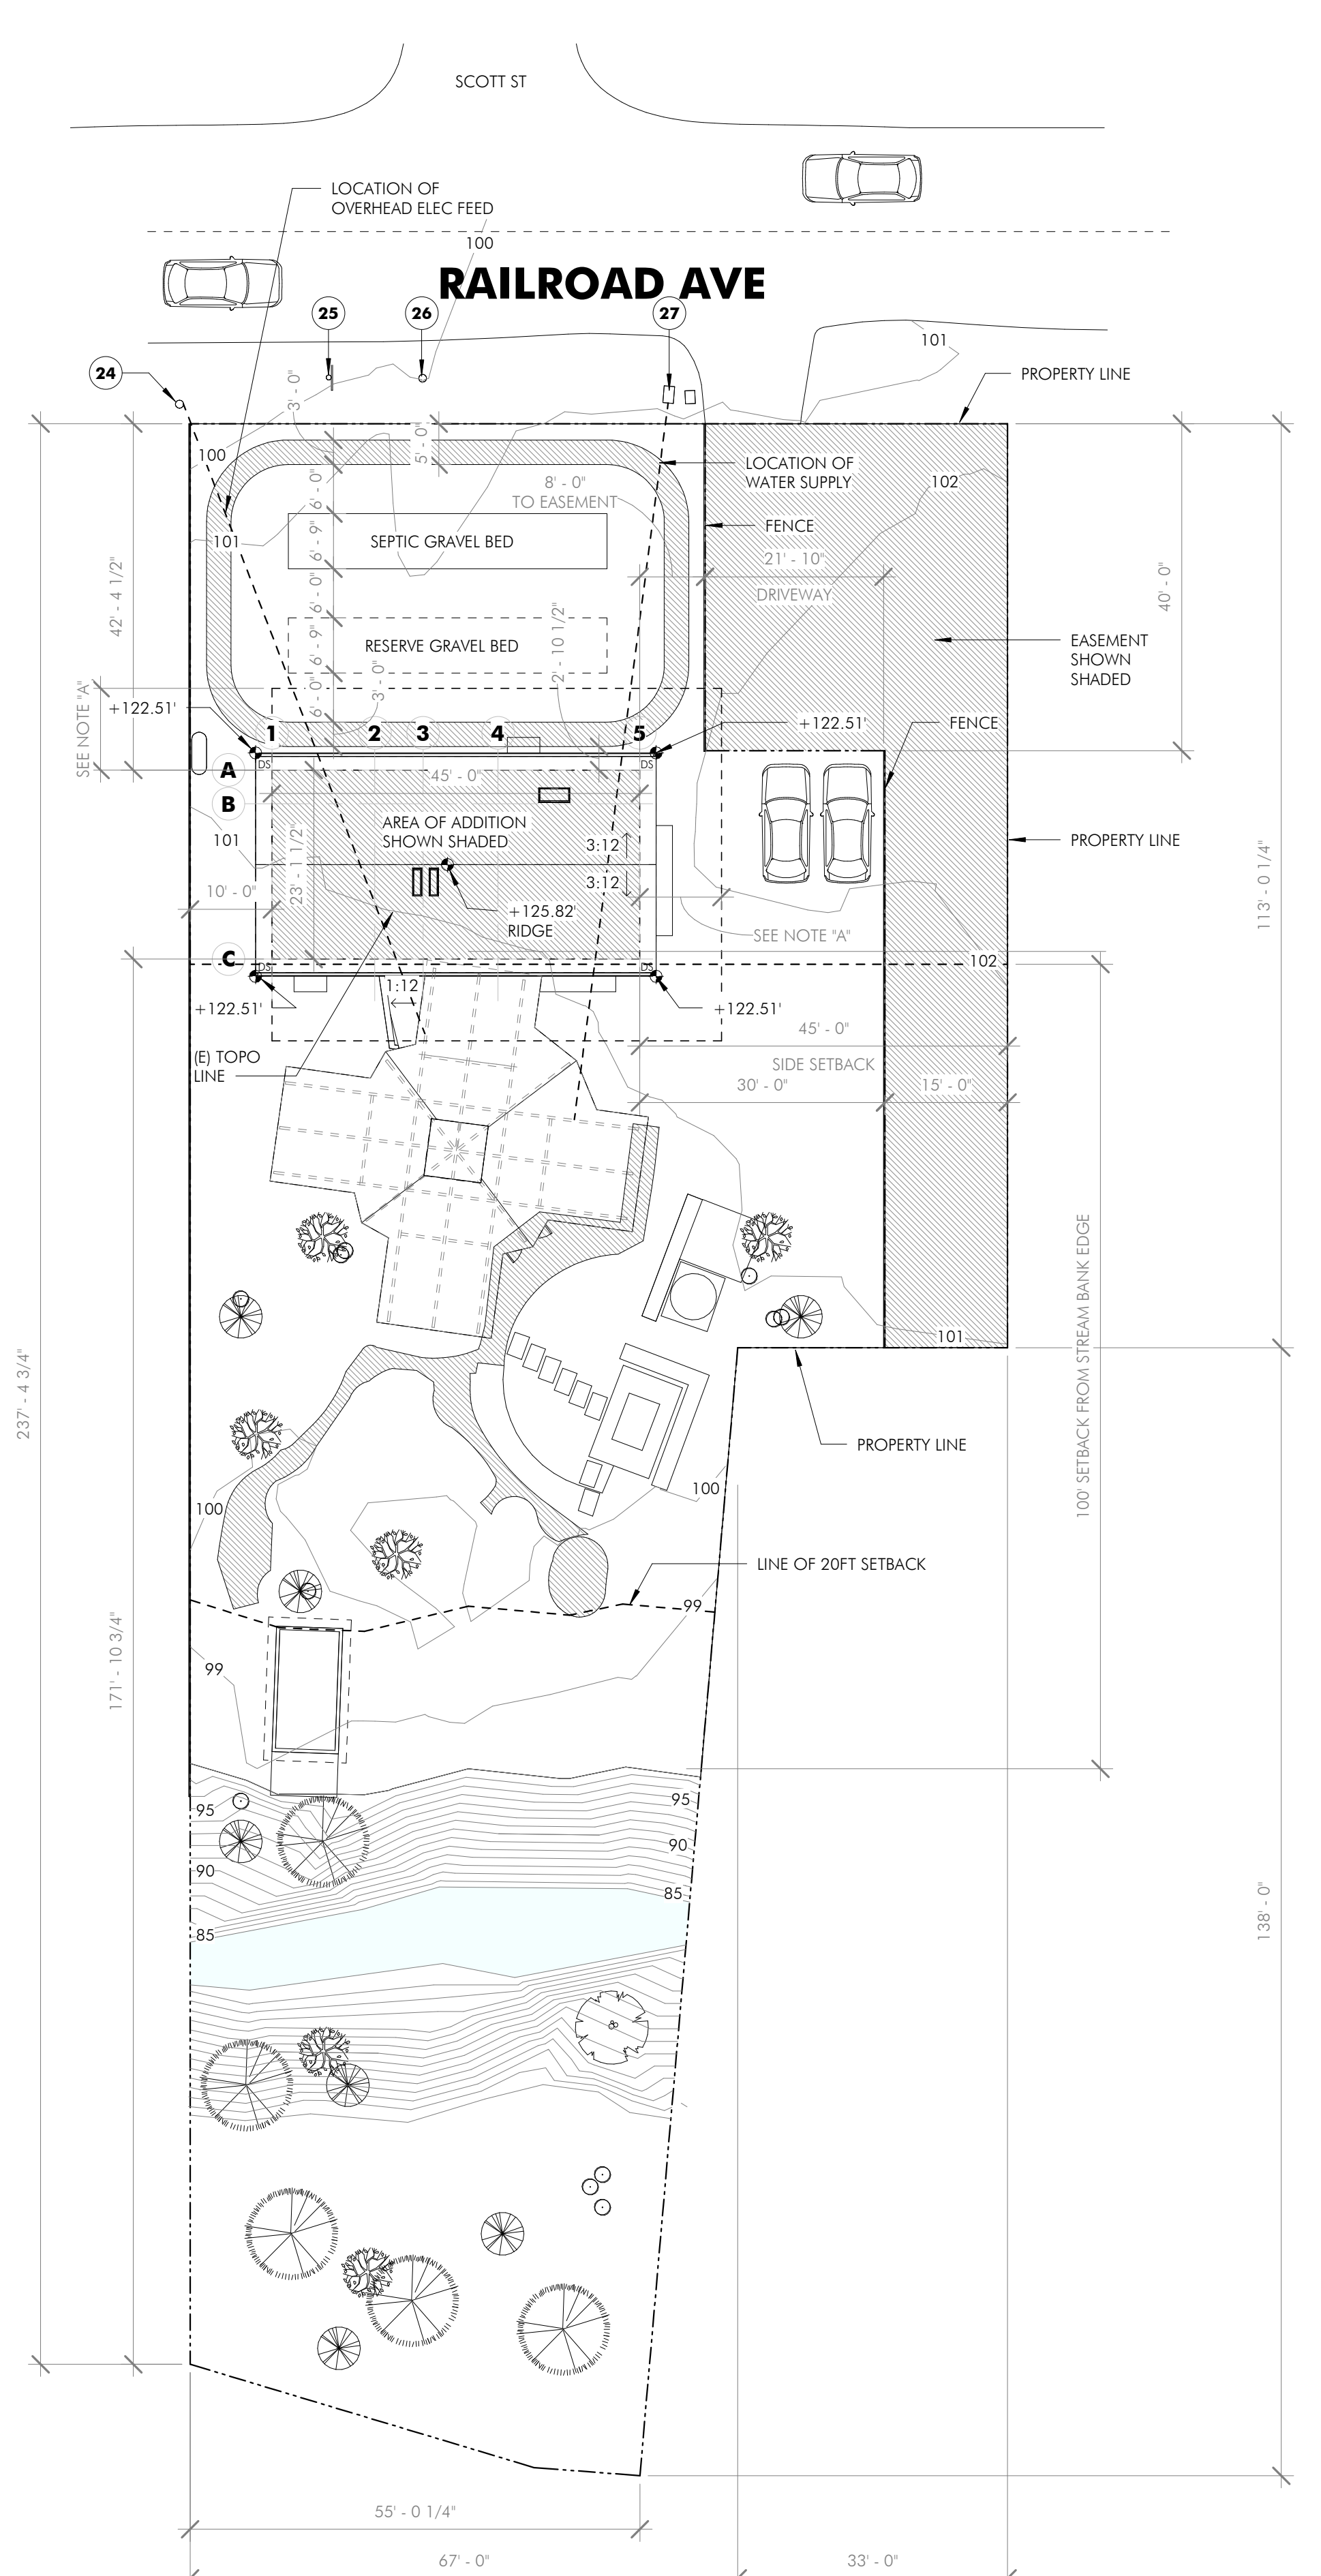 SCOTT ST
LOCATION OF
OVERHEAD ELEC FEED
100
RAILROAD AVE
25
26
27
101
24
PROPERTY LINE
3' - 0"
5' - 0"
100
LOCATION OF
WATER SUPPLY
102
8' - 0"
TO EASEMENT
6' - 0"
FENCE
101
SEPTIC GRAVEL BED
6' - 9"
21' - 10"
42' - 4 1/2"
40' - 0"
DRIVEWAY
6' - 0"
RESERVE GRAVEL BED
6' - 9"
2' - 10 1/2"
EASEMENT
SHOWN
SHADED
3' - 0"
6' - 0"
SEE NOTE "A"
+122.51'
+122.51'
FENCE
1
2
3
4
5
DS
DS
A
45' - 0"
B
AREA OF ADDITION
SHOWN SHADED
101
3:12
3:12
PROPERTY LINE
23' - 1 1/2"
10' - 0"
113' - 0 1/4"
+125.82'
RIDGE
SEE NOTE "A"
C
DS
DS
102
1:12
+122.51'
+122.51'
45' - 0"
(E) TOPO
LINE
SIDE SETBACK
30' - 0"
15' - 0"
100' SETBACK FROM STREAM BANK EDGE
101
237' - 4 3/4"
PROPERTY LINE
100
100
LINE OF 20FT SETBACK
99
171' - 10 3/4"
99
95
95
90
90
85
85
138' - 0"
55' - 0 1/4"
67' - 0"
33' - 0"